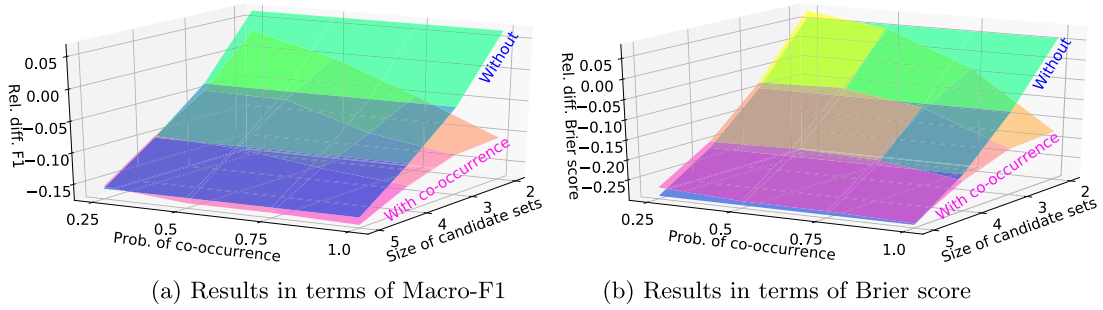 Rel. diff. F1
0.05
0.00
−0.05
−0.10
−0.15
0.25
0.5
0.75
1.0
Prob. of co-occurrence
5
4
3
2
Size of candidate sets
Without
With co-occurrence
(a) Results in terms of Macro-F1
Rel. diff. Brier score
0.05
0.00
−0.05
−0.10
−0.15
−0.20
−0.25
0.25
0.5
0.75
1.0
Prob. of co-occurrence
5
4
3
2
Size of candidate sets
Without
With co-occurrence
(b) Results in terms of Brier score